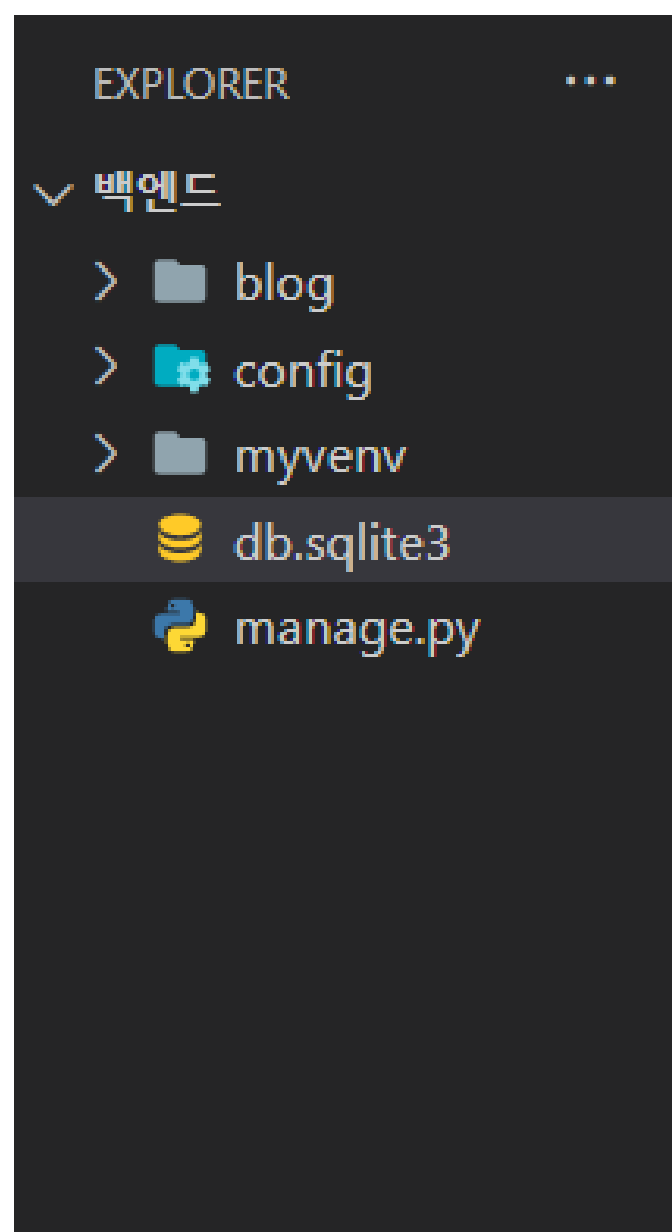 EXPLORER
백엔드
blog
config
myvenv
db.sqlite3
manage.py